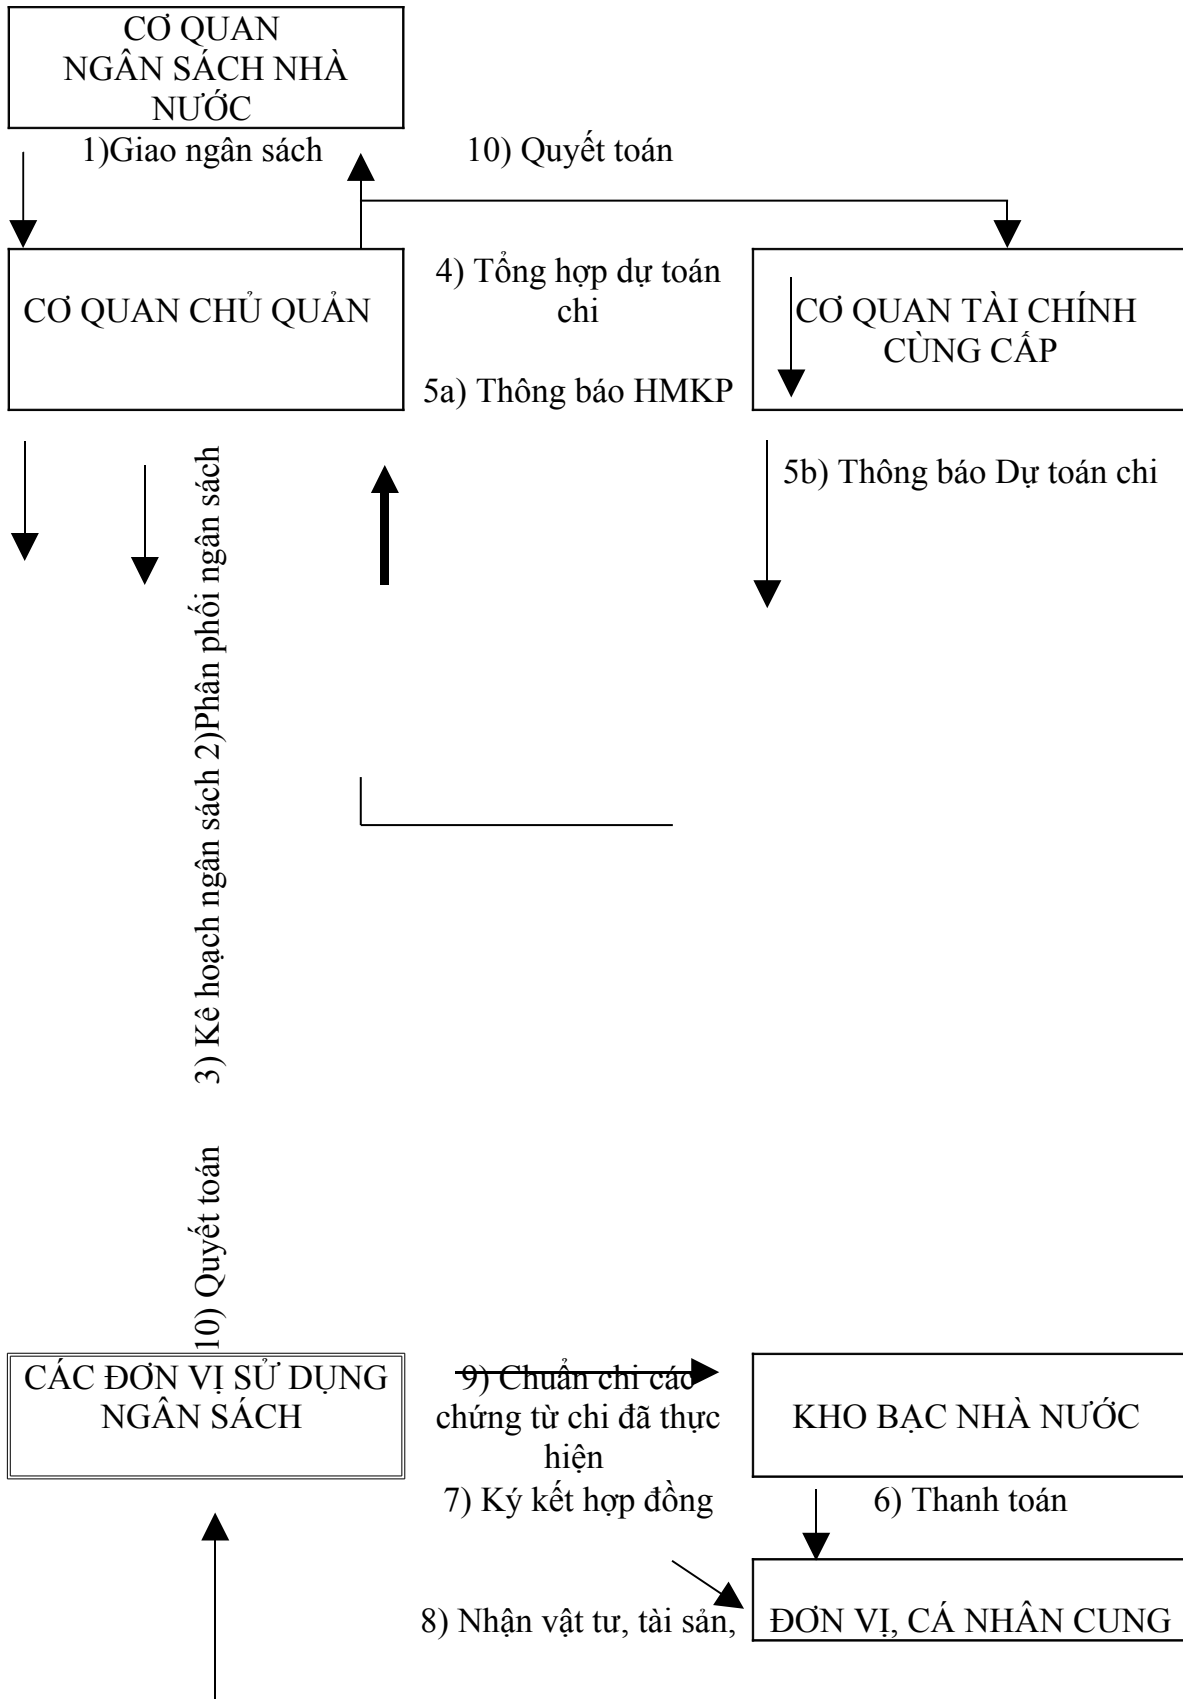 CƠ QUAN
NGÂN SÁCH NHÀ
NƯỚC
1)Giao ngân sách
10) Quyết toán
CƠ QUAN CHỦ QUẢN
4) Tổng hợp dự toán
chi
5a) Thông báo HMKP
CƠ QUAN TÀI CHÍNH
CÙNG CẤP
5b) Thông báo Dự toán chi
10) Quyết toán 3) Kê hoạch ngân sách 2)Phân phối ngân sách
CÁC ĐƠN VỊ SỬ DỤNG
NGÂN SÁCH
9) Chuẩn chi các
chứng từ chi đã thực
hiện
KHO BẠC NHÀ NƯỚC
7) Ký kết hợp đồng
6) Thanh toán
8) Nhận vật tư, tài sản,
ĐƠN VỊ, CÁ NHÂN CUNG